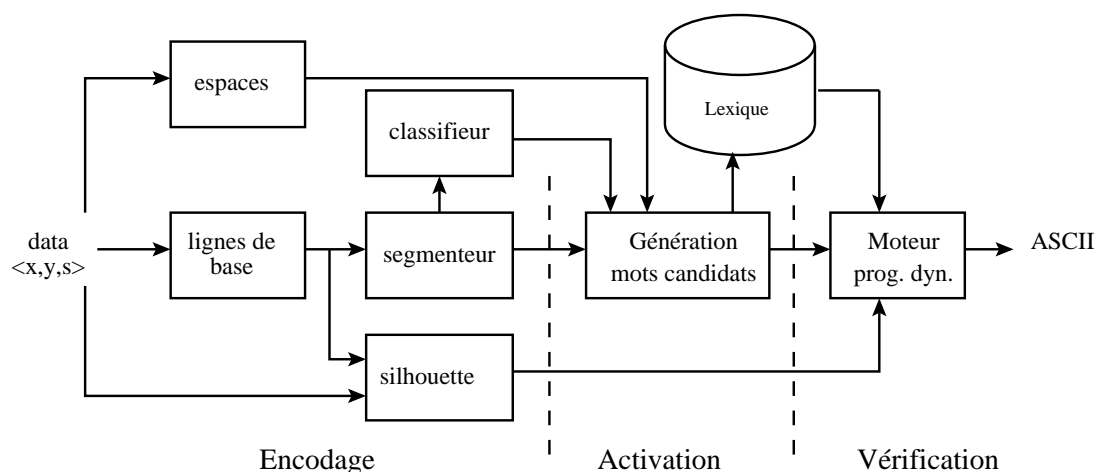 espaces
classifieur
Lexique
data
<x,y,s>
lignes de
base
segmenteur
Génération
mots candidats
Moteur
prog. dyn.
ASCII
silhouette
Encodage
Activation
Vérification